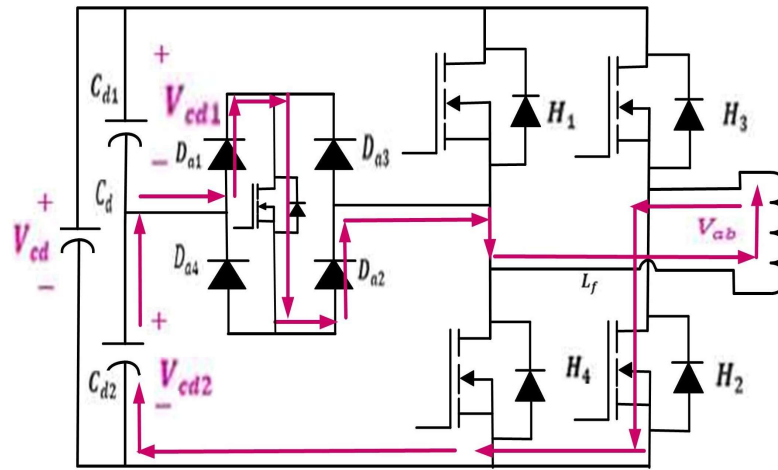 +
C_{d1}
V_{cd1}
−
D_{a1}
D_{a3}
H_1
H_3
C_d
+
V_{cd}
−
V_{ab}
D_{a4}
D_{a2}
L_f
+
V_{cd2}
−
C_{d2}
H_4
H_2